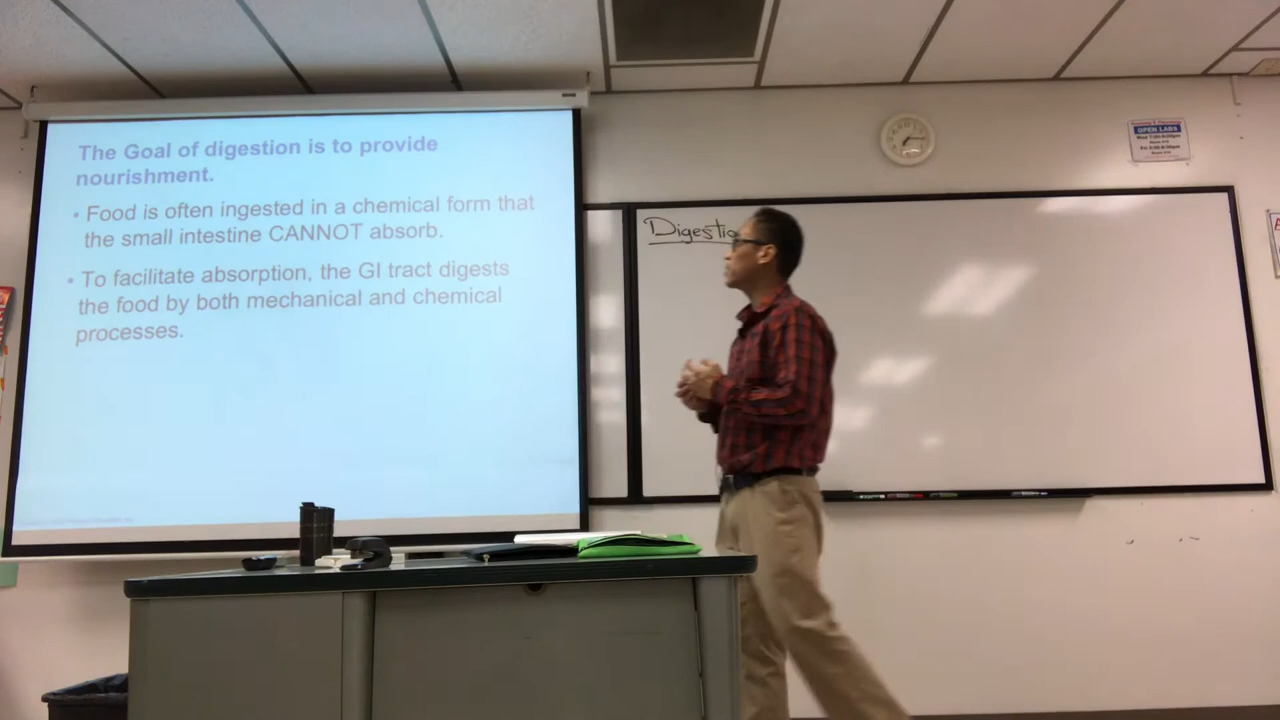 The Goal of digestion is to provide
nourishment.
• Food is often ingested in a chemical form that
the small intestine CANNOT absorb.
• To facilitate absorption, the GI tract digests
the food by both mechanical and chemical
processes.
Digestio
OPEN LABS